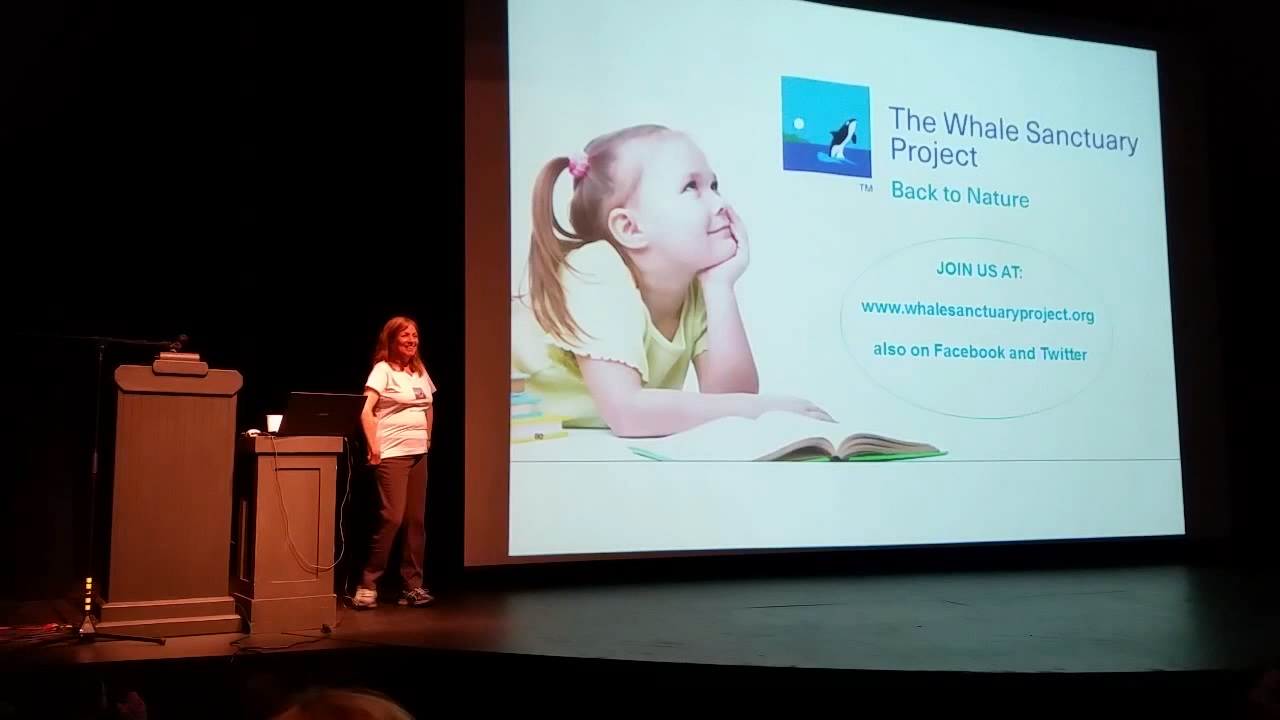 The Whale Sanctuary
Project
TM
Back to Nature
JOIN US AT:
www.whalesanctuaryproject.org
also on Facebook and Twitter